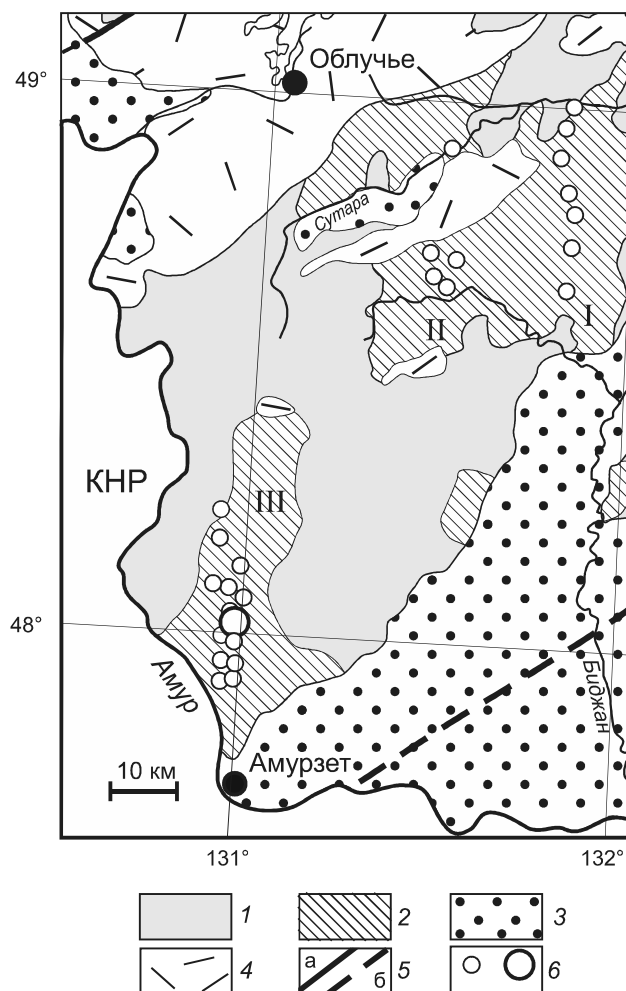 49°
Облучье
Сутара
I
II
КНР
III
48°
Амур
Биджан
Амурзет
10 км
131°
132°
1
2
3
4
а
б
5
6